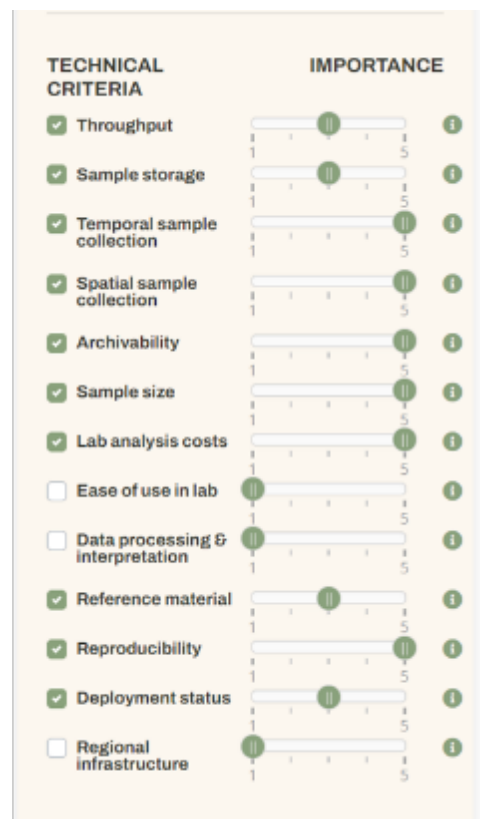 TECHNICAL IMPORTANCE
CRITERIA
Throughput
1 5
Sample storage
1 5
Temporal sample
collection
1 5
Spatial sample
collection
1 5
Archivability
1 5
Sample size
1 5
Lab analysis costs
1 5
Ease of use in lab
1 5
Data processing &
interpretation
1 5
Reference material
1 5
Reproducibility
1 5
Deployment status
1 5
Regional
infrastructure
1 5